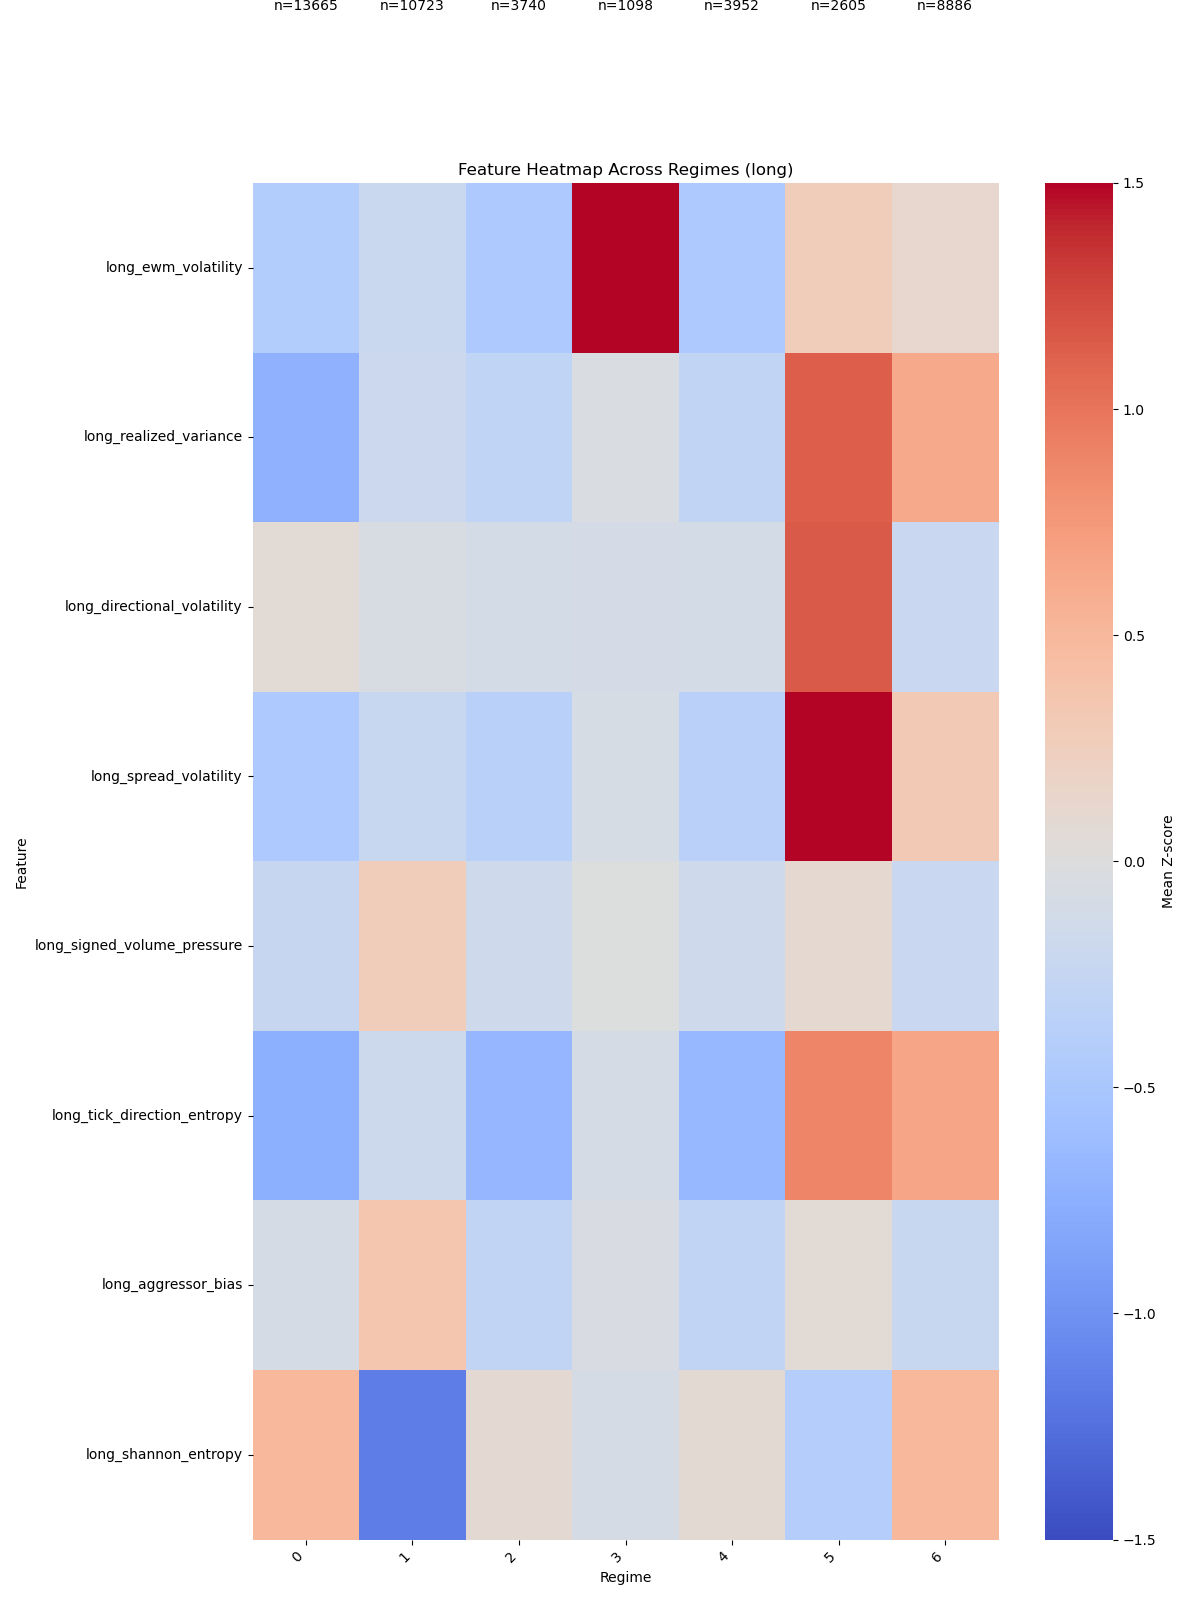 n=13665 n=10723 n=3740 n=1098 n=3952 n=2605 n=8886
Feature Heatmap Across Regimes (long)
long_ewm_volatility
long_realized_variance
long_directional_volatility
long_spread_volatility
long_signed_volume_pressure
long_tick_direction_entropy
long_aggressor_bias
long_shannon_entropy
Feature
0 1 2 3 4 5 6
Regime
1.5
1.0
0.5
0.0
−0.5
−1.0
−1.5
Mean Z-score